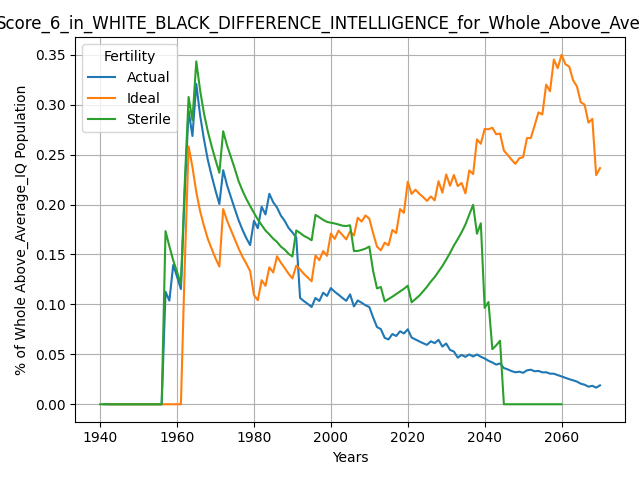 Score_6_in_WHITE_BLACK_DIFFERENCE_INTELLIGENCE_for_Whole_Above_Ave
Fertility
Actual
Ideal
Sterile
% of Whole Above_Average_IQ Population
0.35
0.30
0.25
0.20
0.15
0.10
0.05
0.00
1940 1960 1980 2000 2020 2040 2060
Years